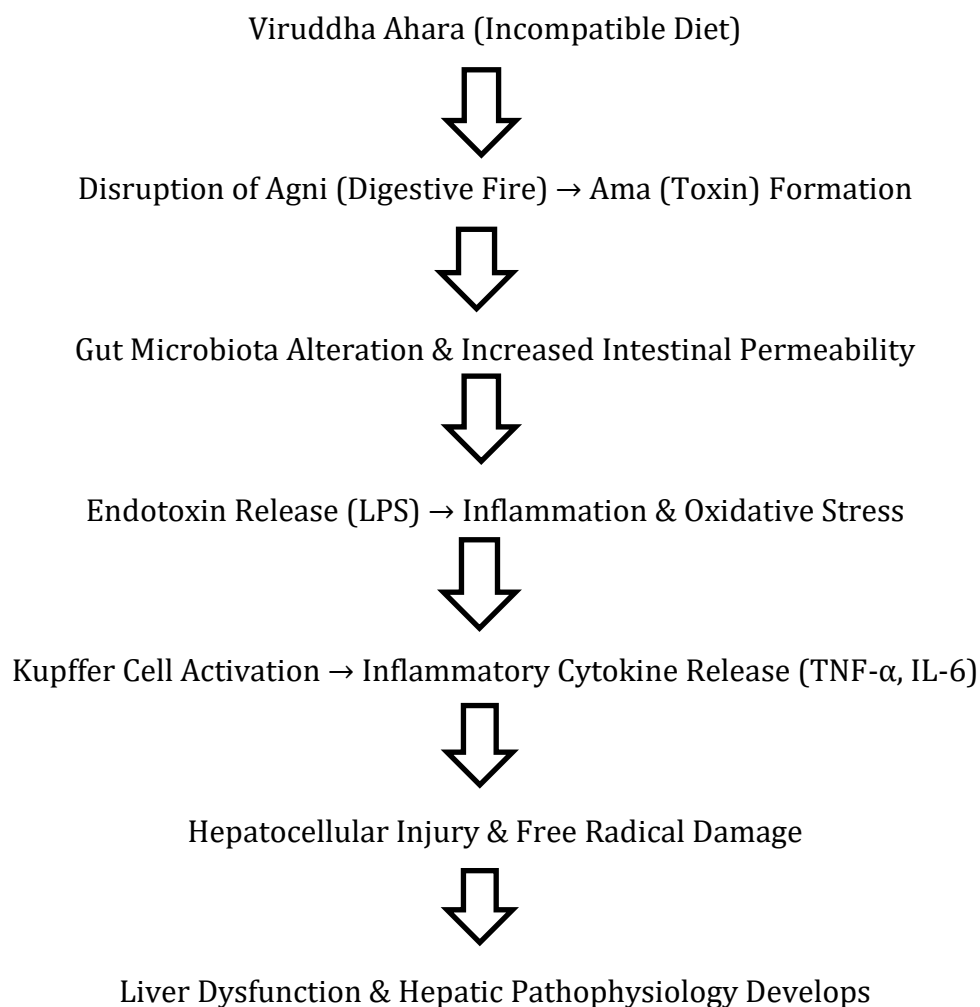 Viruddha Ahara (Incompatible Diet)
Disruption of Agni (Digestive Fire) → Ama (Toxin) Formation
Gut Microbiota Alteration & Increased Intestinal Permeability
Endotoxin Release (LPS) → Inflammation & Oxidative Stress
Kupffer Cell Activation → Inflammatory Cytokine Release (TNF-α, IL-6)
Hepatocellular Injury & Free Radical Damage
Liver Dysfunction & Hepatic Pathophysiology Develops